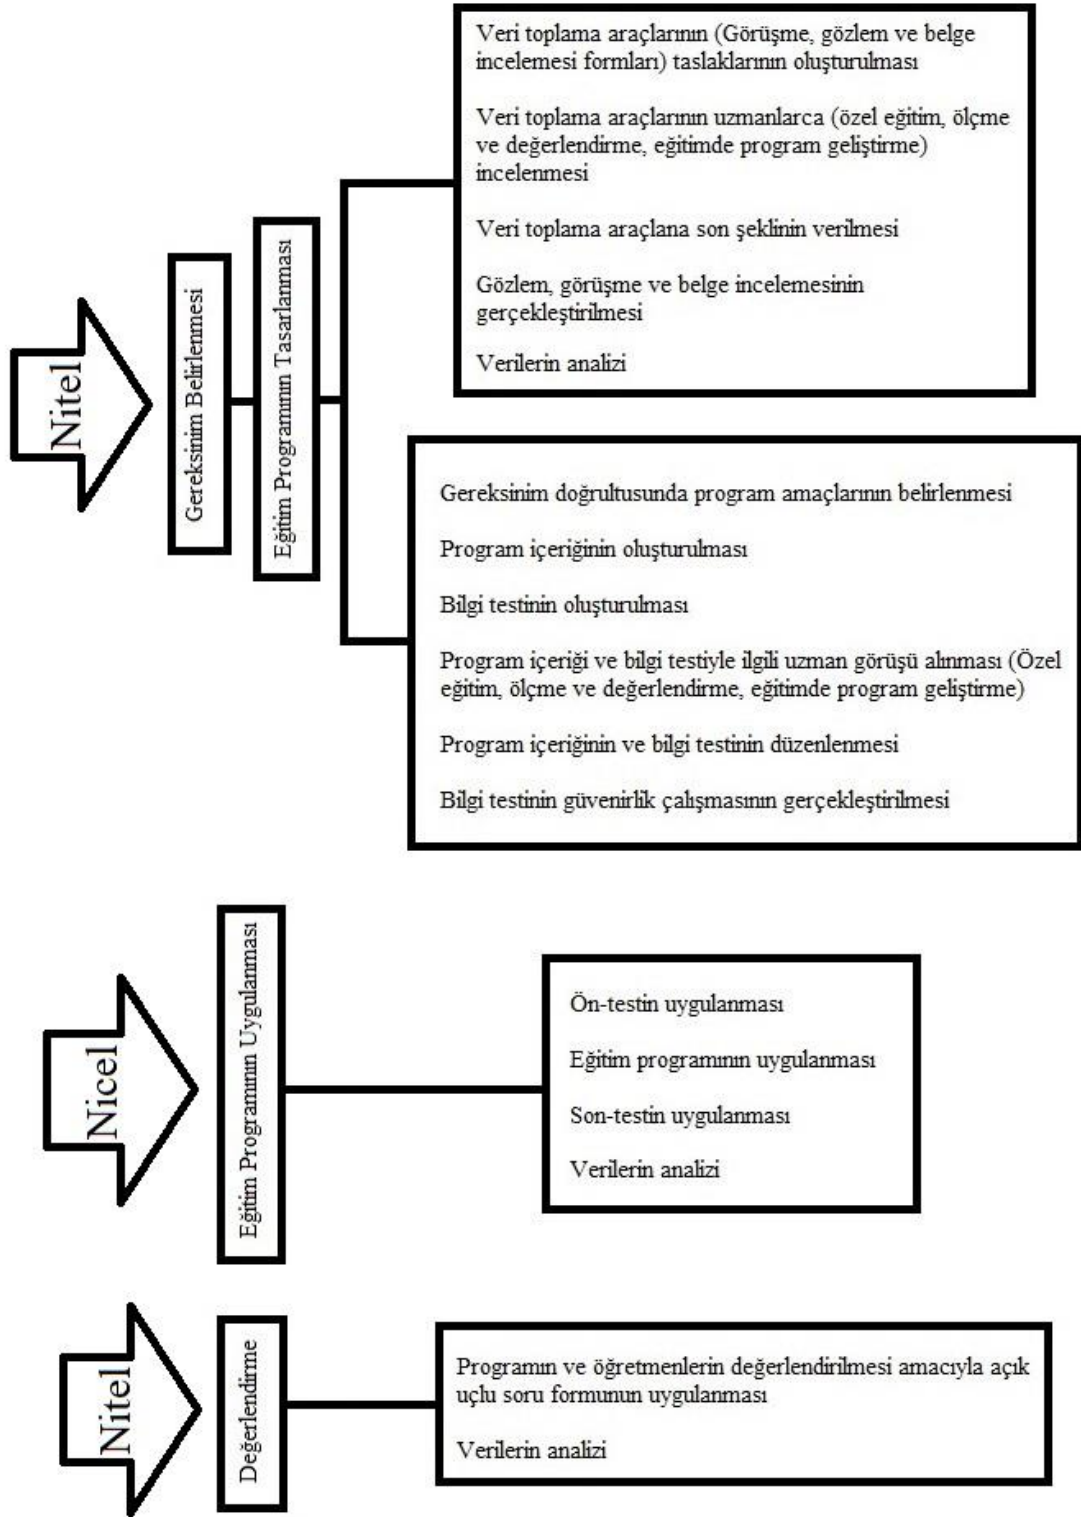 Nitel
Gereksinim Belirlenmesi
Eğitim Programının Tasarlanması
Veri toplama araçlarının (Görüşme, gözlem ve belge
incelemesi formları) taslaklarının oluşturulması
Veri toplama araçlarının uzmanlarca (özel eğitim, ölçme
ve değerlendirme, eğitimde program geliştirme)
incelenmesi
Veri toplama araçlana son şeklinin verilmesi
Gözlem, görüşme ve belge incelemesinin
gerçekleştirilmesi
Verilerin analizi
Gereksinim doğrultusunda program amaçlarının belirlenmesi
Program içeriğinin oluşturulması
Bilgi testinin oluşturulması
Program içeriği ve bilgi testiyle ilgili uzman görüşü alınması (Özel
eğitim, ölçme ve değerlendirme, eğitimde program geliştirme)
Program içeriğinin ve bilgi testinin düzenlenmesi
Bilgi testinin güvenirlik çalışmasının gerçekleştirilmesi
Nicel
Eğitim Programının Uygulanması
Ön-testin uygulanması
Eğitim programının uygulanması
Son-testin uygulanması
Verilerin analizi
Nitel
Değerlendirme
Programın ve öğretmenlerin değerlendirilmesi amacıyla açık
uçlu soru formunun uygulanması
Verilerin analizi